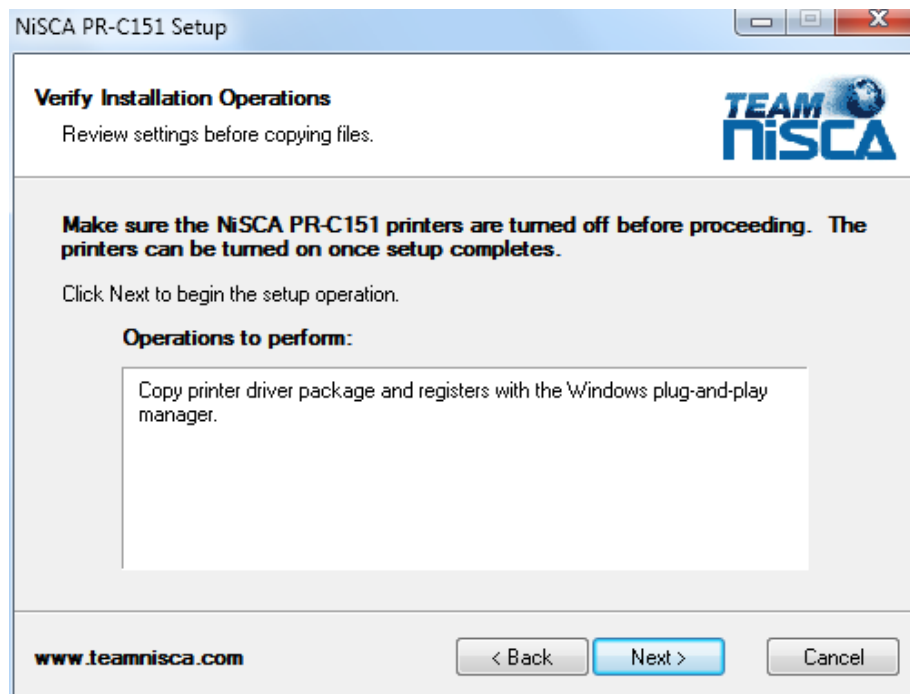 NiSCA PR-C151 Setup
Verify Installation Operations
Review settings before copying files.
TEAM
NiSCA
Make sure the NiSCA PR-C151 printers are turned off before proceeding.  The
printers can be turned on once setup completes.
Click Next to begin the setup operation.
Operations to perform:
Copy printer driver package and registers with the Windows plug-and-play
manager.
www.teamnisca.com
< Back
Next >
Cancel